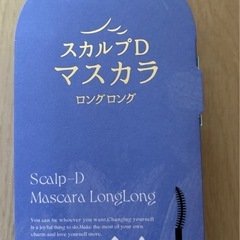 スカルプD
マスカラ
ロングロング
Scalp-D
Mascara LongLong
You can be whoever you want.Changing yourself
is a joyful thing to do.Make the most of your own
charm and love yourself more.